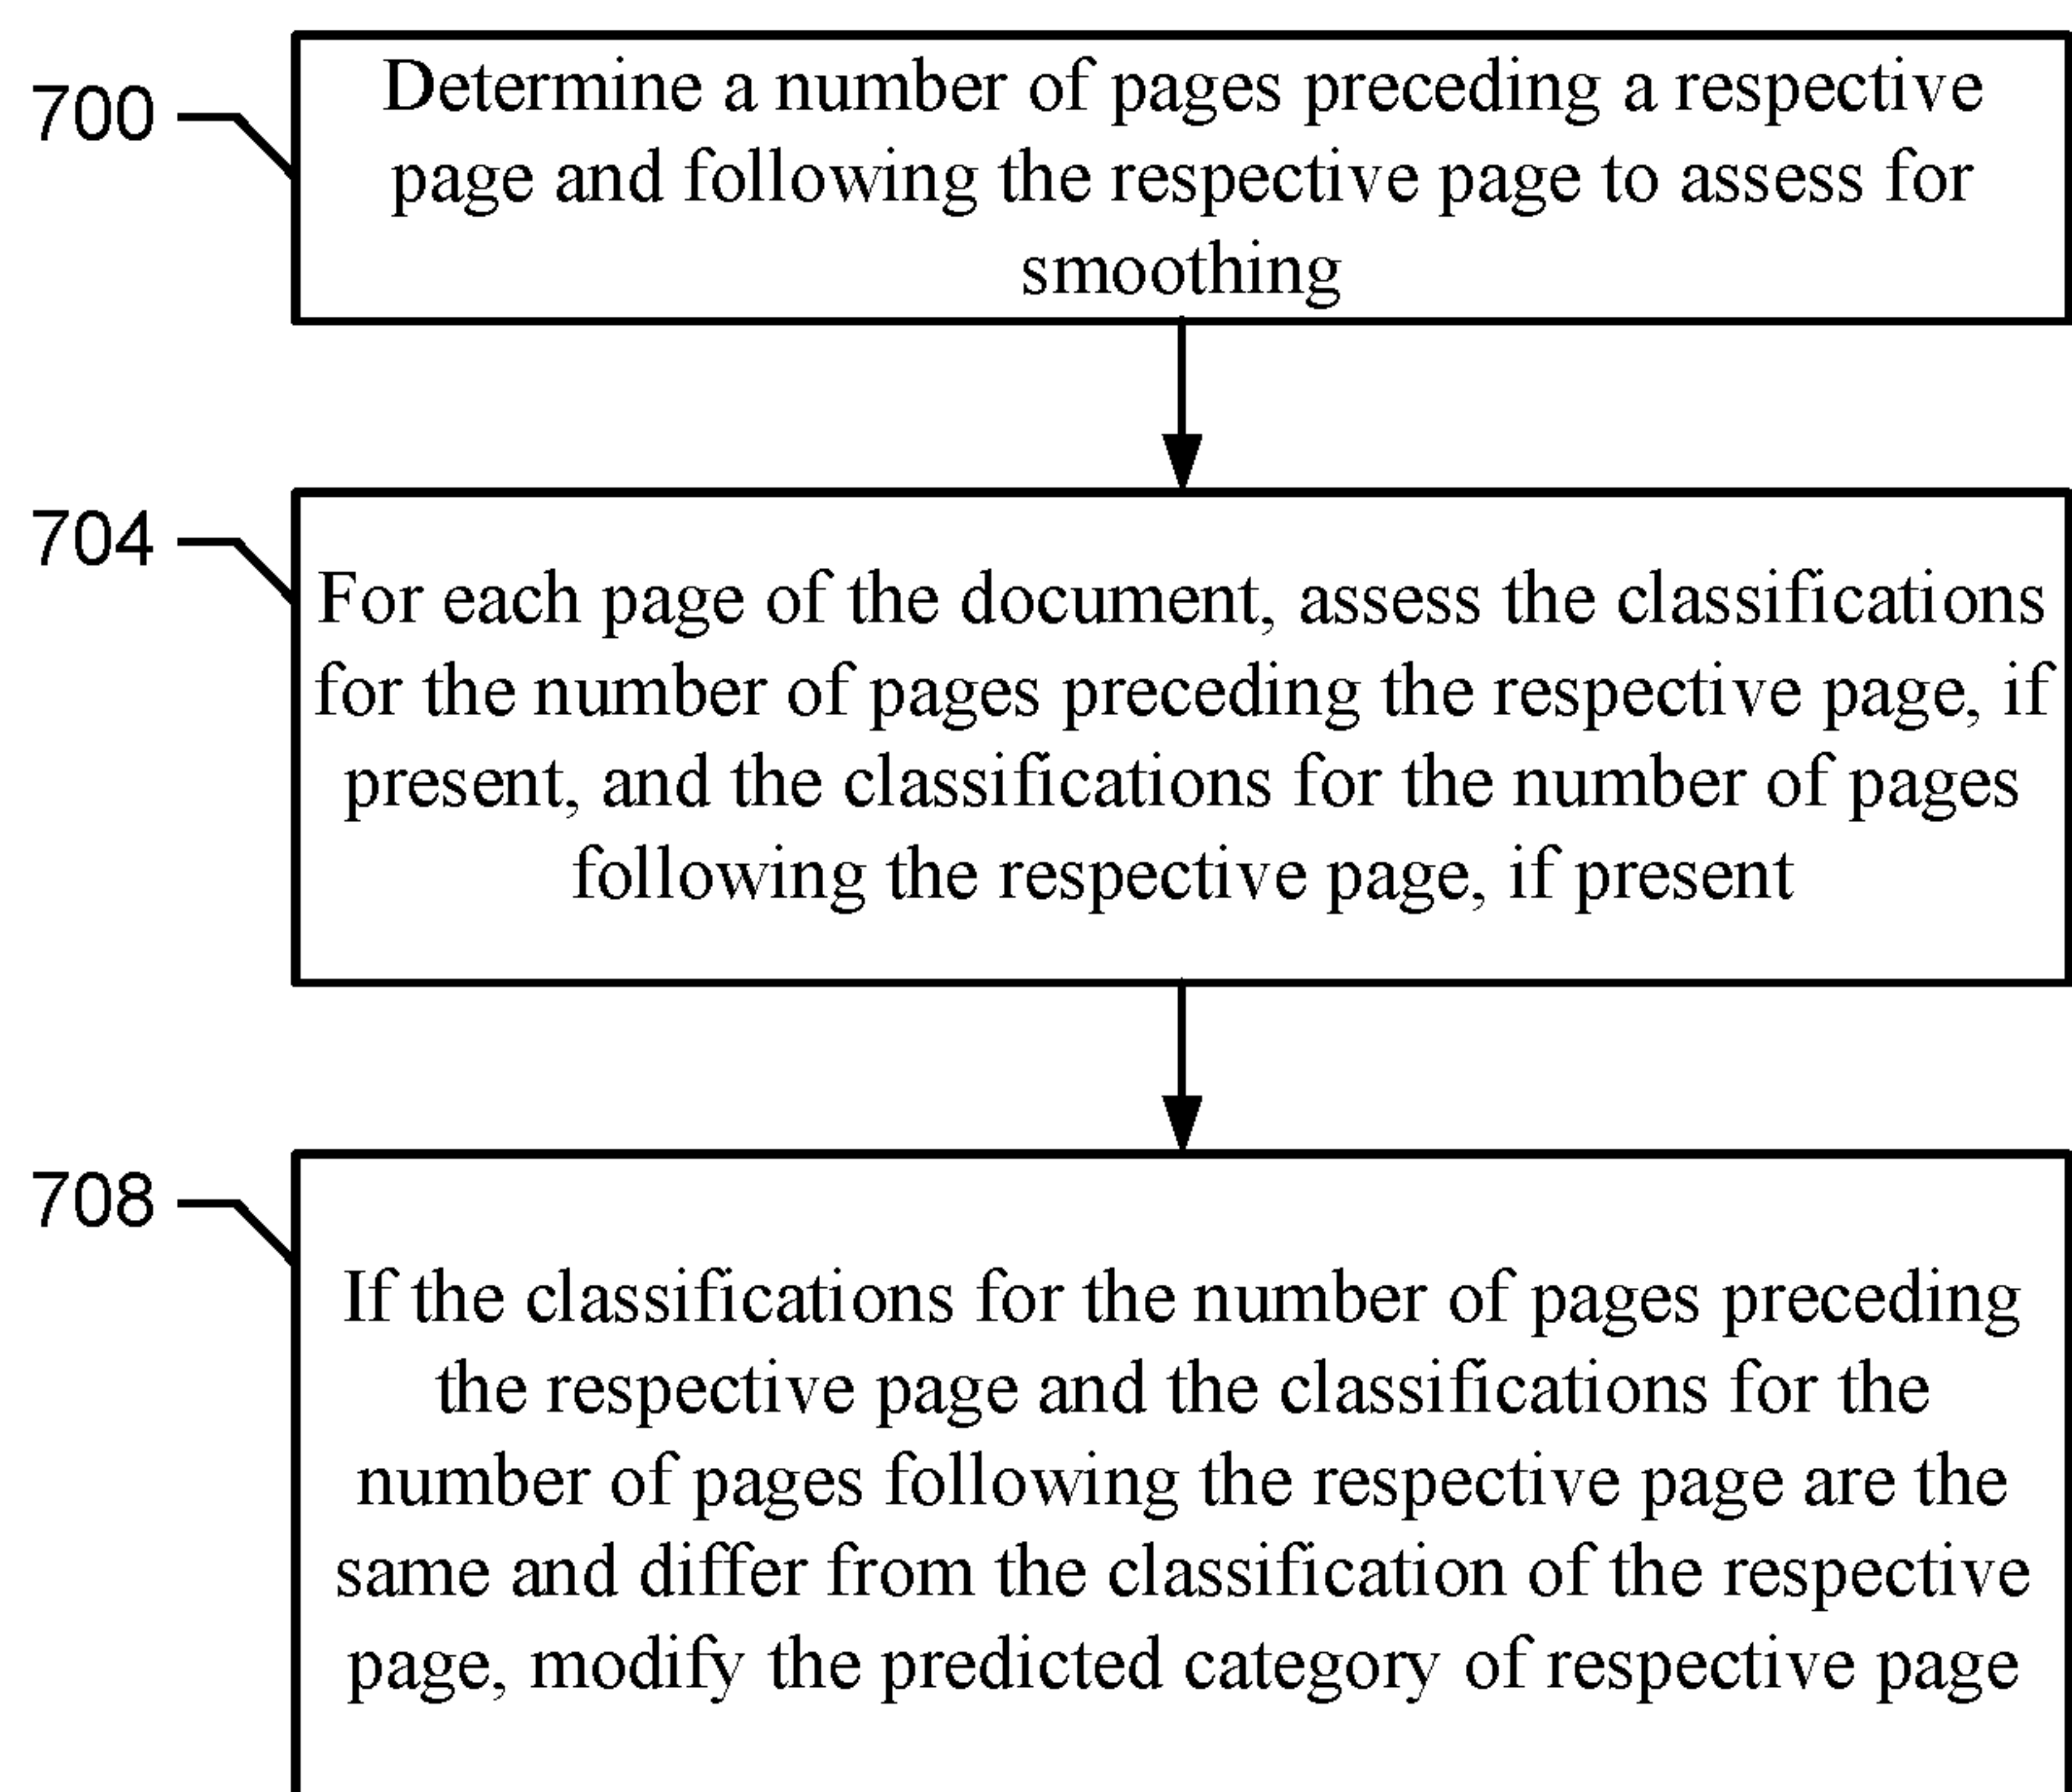 700
Determine a number of pages preceding a respective
page and following the respective page to assess for
smoothing
704
For each page of the document, assess the classifications
for the number of pages preceding the respective page, if
present, and the classifications for the number of pages
following the respective page, if present
708
If the classifications for the number of pages preceding
the respective page and the classifications for the
number of pages following the respective page are the
same and differ from the classification of the respective
page, modify the predicted category of respective page